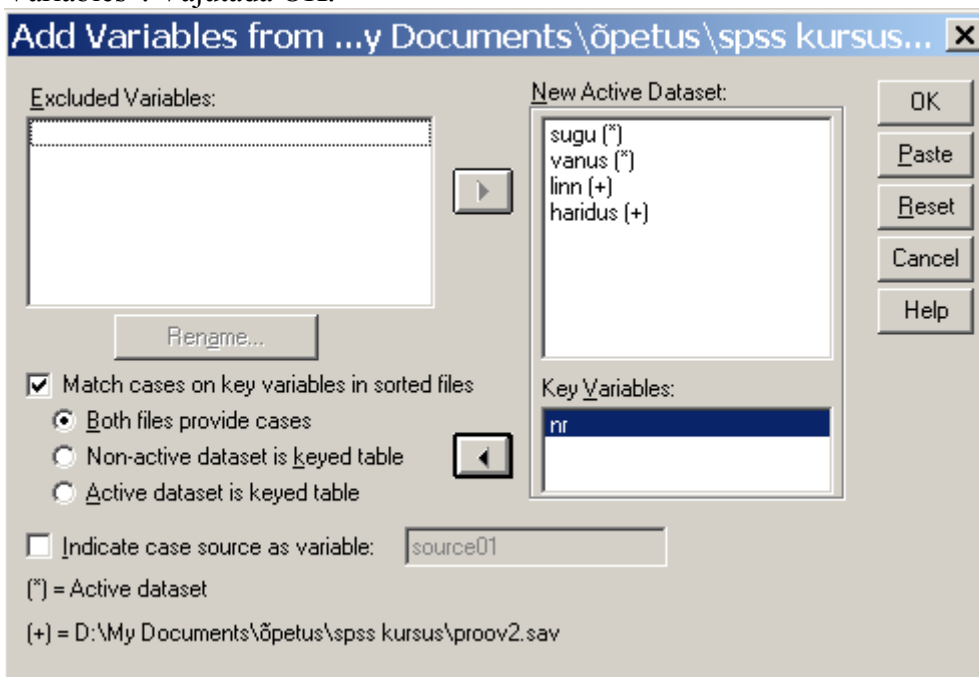 Variables". Vajutada OK.
Add Variables from ...y Documents\õpetus\spss kursus...
Excluded Variables:
New Active Dataset:
sugu (*)
vanus (*)
linn (+)
haridus (+)
OK
Paste
Reset
Cancel
Help
Rename...
Match cases on key variables in sorted files
Both files provide cases
Non-active dataset is keyed table
Active dataset is keyed table
Key Variables:
nr
Indicate case source as variable:
source01
(*) = Active dataset
(+) = D:\My Documents\õpetus\spss kursus\proov2.sav